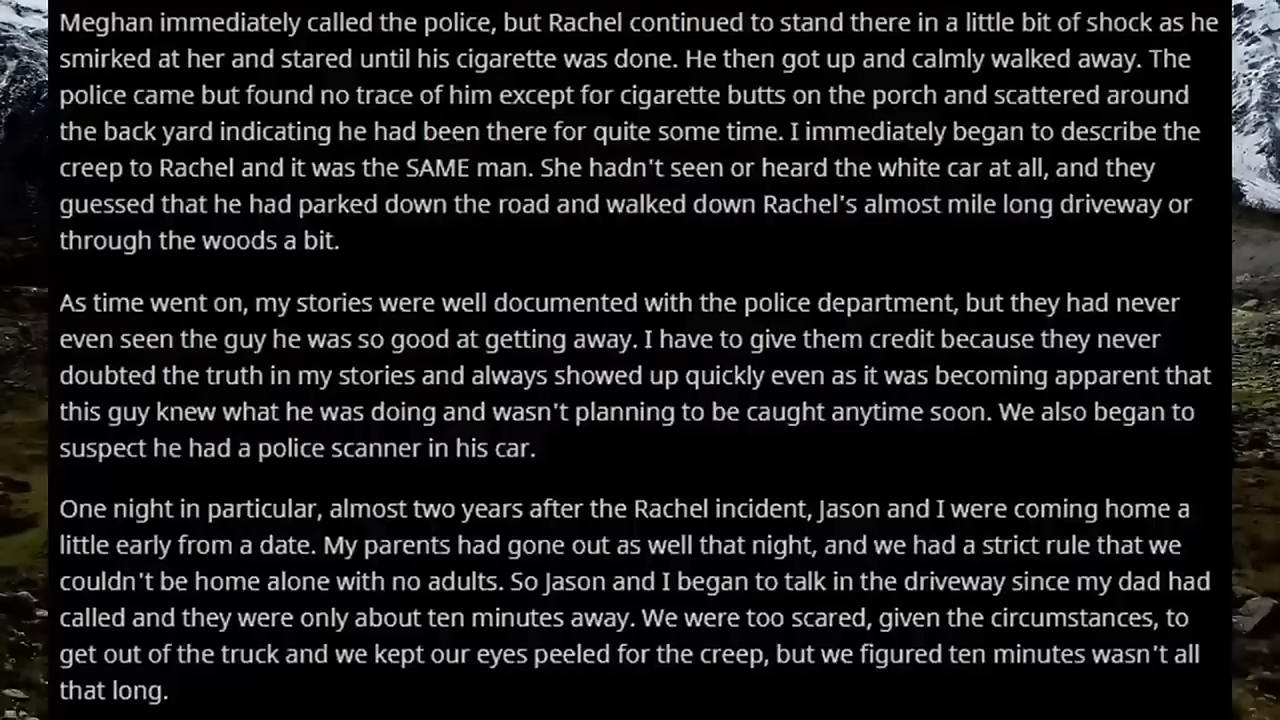 Meghan immediately called the police, but Rachel continued to stand there in a little bit of shock as he
smirked at her and stared until his cigarette was done. He then got up and calmly walked away. The
police came but found no trace of him except for cigarette butts on the porch and scattered around
the back yard indicating he had been there for quite some time. I immediately began to describe the
creep to Rachel and it was the SAME man. She hadn't seen or heard the white car at all, and they
guessed that he had parked down the road and walked down Rachel's almost mile long driveway or
through the woods a bit.
As time went on, my stories were well documented with the police department, but they had never
even seen the guy he was so good at getting away. I have to give them credit because they never
doubted the truth in my stories and always showed up quickly even as it was becoming apparent that
this guy knew what he was doing and wasn't planning to be caught anytime soon. We also began to
suspect he had a police scanner in his car.
One night in particular, almost two years after the Rachel incident, Jason and I were coming home a
little early from a date. My parents had gone out as well that night, and we had a strict rule that we
couldn't be home alone with no adults. So Jason and I began to talk in the driveway since my dad had
called and they were only about ten minutes away. We were too scared, given the circumstances, to
get out of the truck and we kept our eyes peeled for the creep, but we figured ten minutes wasn't all
that long.